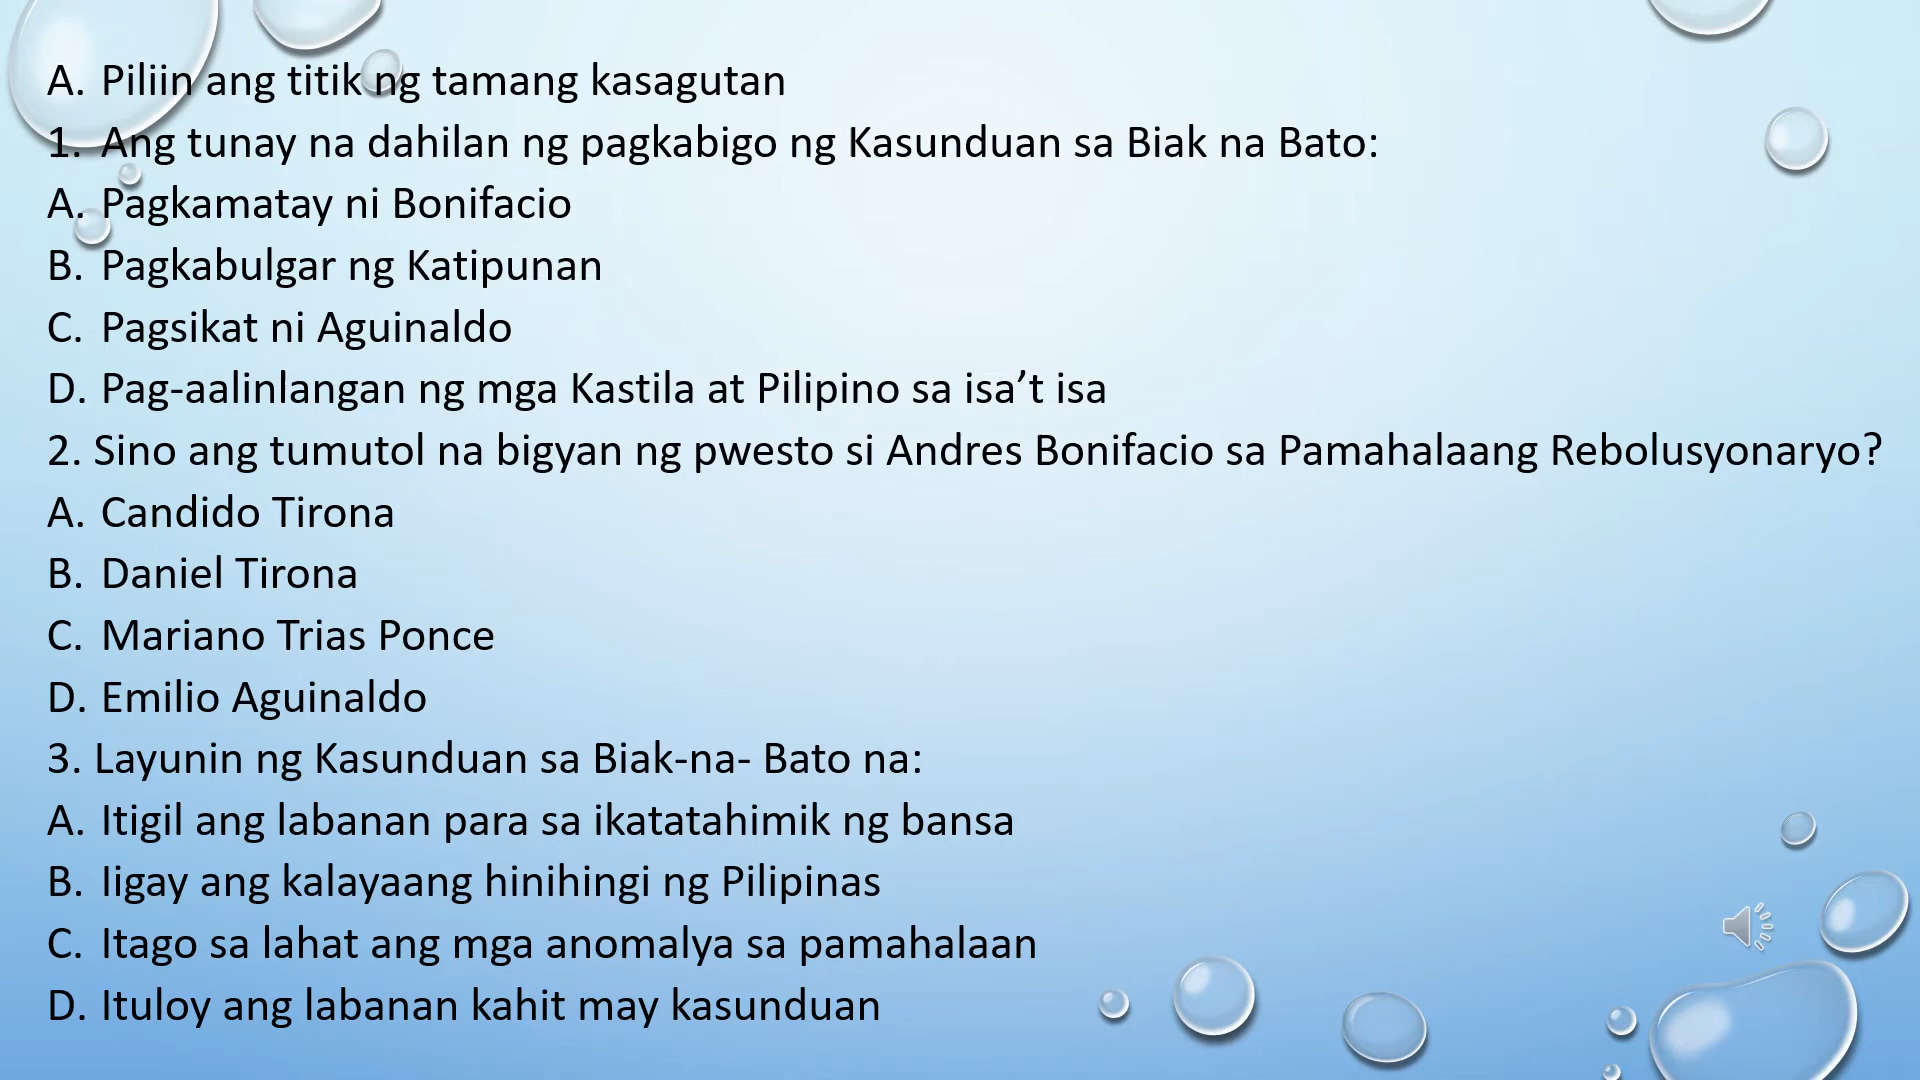 A. Piliin ang titik ng tamang kasagutan
1. Ang tunay na dahilan ng pagkabigo ng Kasunduan sa Biak na Bato:
A. Pagkamatay ni Bonifacio
B. Pagkabulgar ng Katipunan
C. Pagsikat ni Aguinaldo
D. Pag-aalinlangan ng mga Kastila at Pilipino sa isa’t isa
2. Sino ang tumutol na bigyan ng pwesto si Andres Bonifacio sa Pamahalaang Rebolusyonaryo?
A. Candido Tirona
B. Daniel Tirona
C. Mariano Trias Ponce
D. Emilio Aguinaldo
3. Layunin ng Kasunduan sa Biak-na- Bato na:
A. Itigil ang labanan para sa ikatatahimik ng bansa
B. Iigay ang kalayaang hinihingi ng Pilipinas
C. Itago sa lahat ang mga anomalya sa pamahalaan
D. Ituloy ang labanan kahit may kasunduan